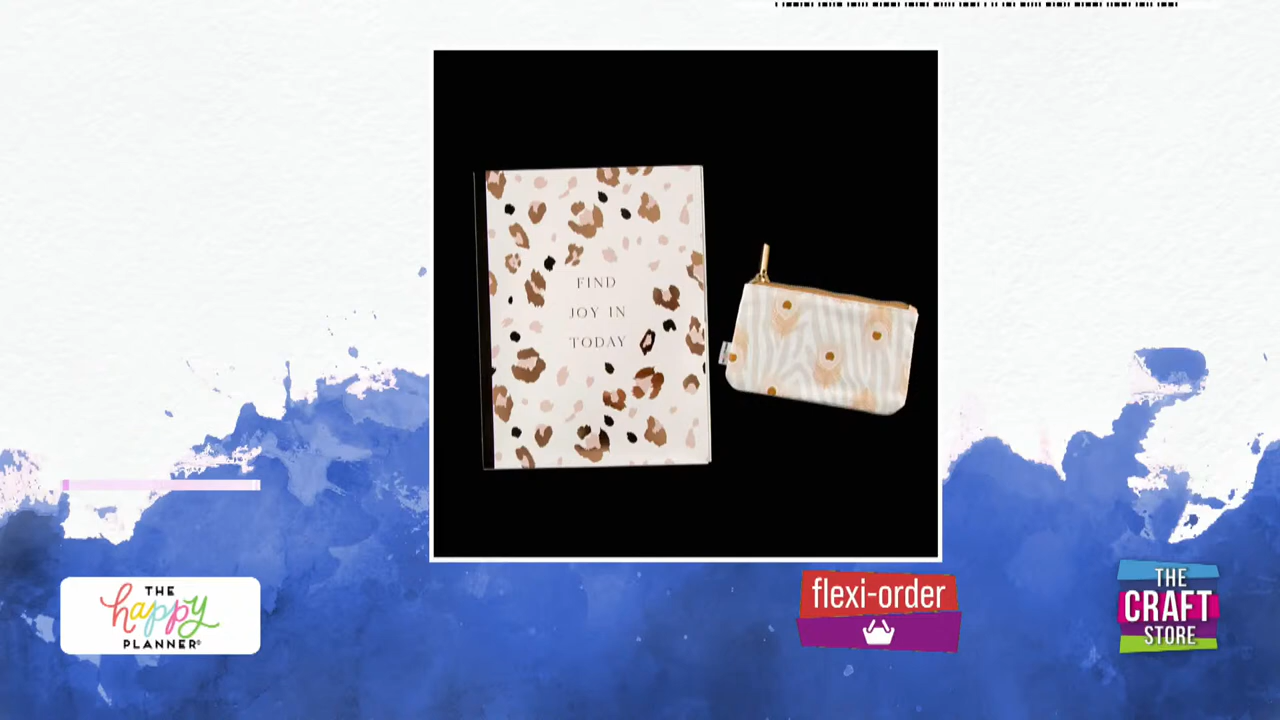 FIND
JOY IN
TODAY
THE
happy
PLANNER®
flexi-order
THE
CRAFT
STORE